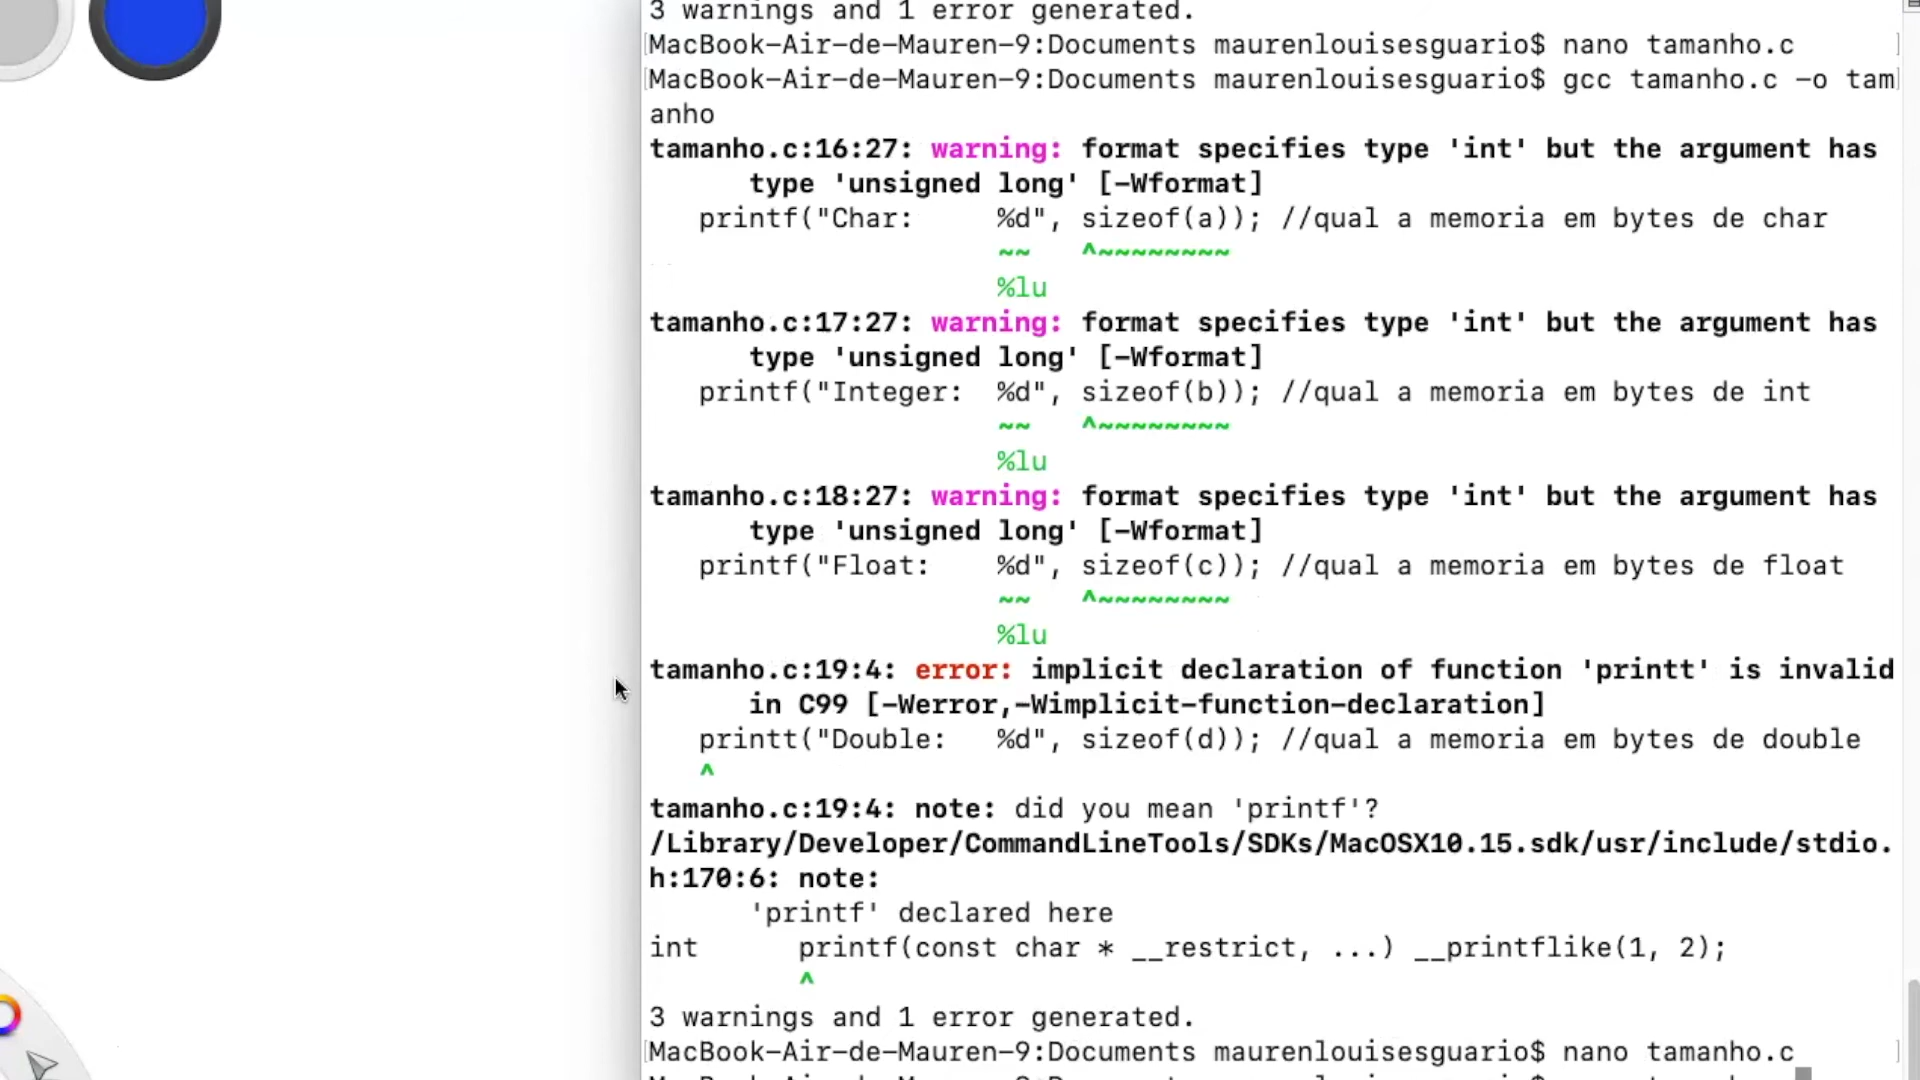 3 warnings and 1 error generated.
MacBook-Air-de-Mauren-9:Documents maurenlouisesguario$ nano tamanho.c
MacBook-Air-de-Mauren-9:Documents maurenlouisesguario$ gcc tamanho.c -o tam
anho
tamanho.c:16:27: warning: format specifies type 'int' but the argument has
type 'unsigned long' [-Wformat]
printf("Char:     %d", sizeof(a)); //qual a memoria em bytes de char
~~   ^~~~~~~~~
%lu
tamanho.c:17:27: warning: format specifies type 'int' but the argument has
type 'unsigned long' [-Wformat]
printf("Integer:  %d", sizeof(b)); //qual a memoria em bytes de int
~~   ^~~~~~~~~
%lu
tamanho.c:18:27: warning: format specifies type 'int' but the argument has
type 'unsigned long' [-Wformat]
printf("Float:    %d", sizeof(c)); //qual a memoria em bytes de float
~~   ^~~~~~~~~
%lu
tamanho.c:19:4: error: implicit declaration of function 'printt' is invalid
in C99 [-Werror,-Wimplicit-function-declaration]
printt("Double:   %d", sizeof(d)); //qual a memoria em bytes de double
^
tamanho.c:19:4: note: did you mean 'printf'?
/Library/Developer/CommandLineTools/SDKs/MacOSX10.15.sdk/usr/include/stdio.
h:170:6: note:
'printf' declared here
int      printf(const char * __restrict, ...) __printflike(1, 2);
^
3 warnings and 1 error generated.
MacBook-Air-de-Mauren-9:Documents maurenlouisesguario$ nano tamanho.c